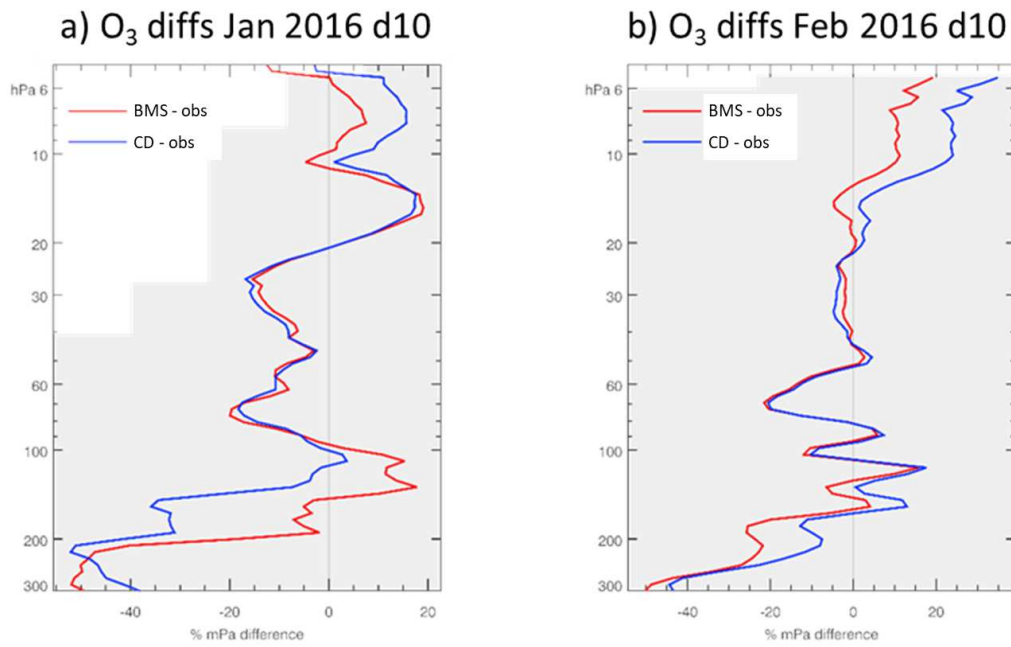 a) O₃ diffs Jan 2016 d10
hPa 6
BMS - obs
CD - obs
10
20
30
60
100
200
300
-40 -20 0 20
% mPa difference
b) O₃ diffs Feb 2016 d10
hPa 6
BMS - obs
CD - obs
10
20
30
60
100
200
300
-40 -20 0 20
% mPa difference